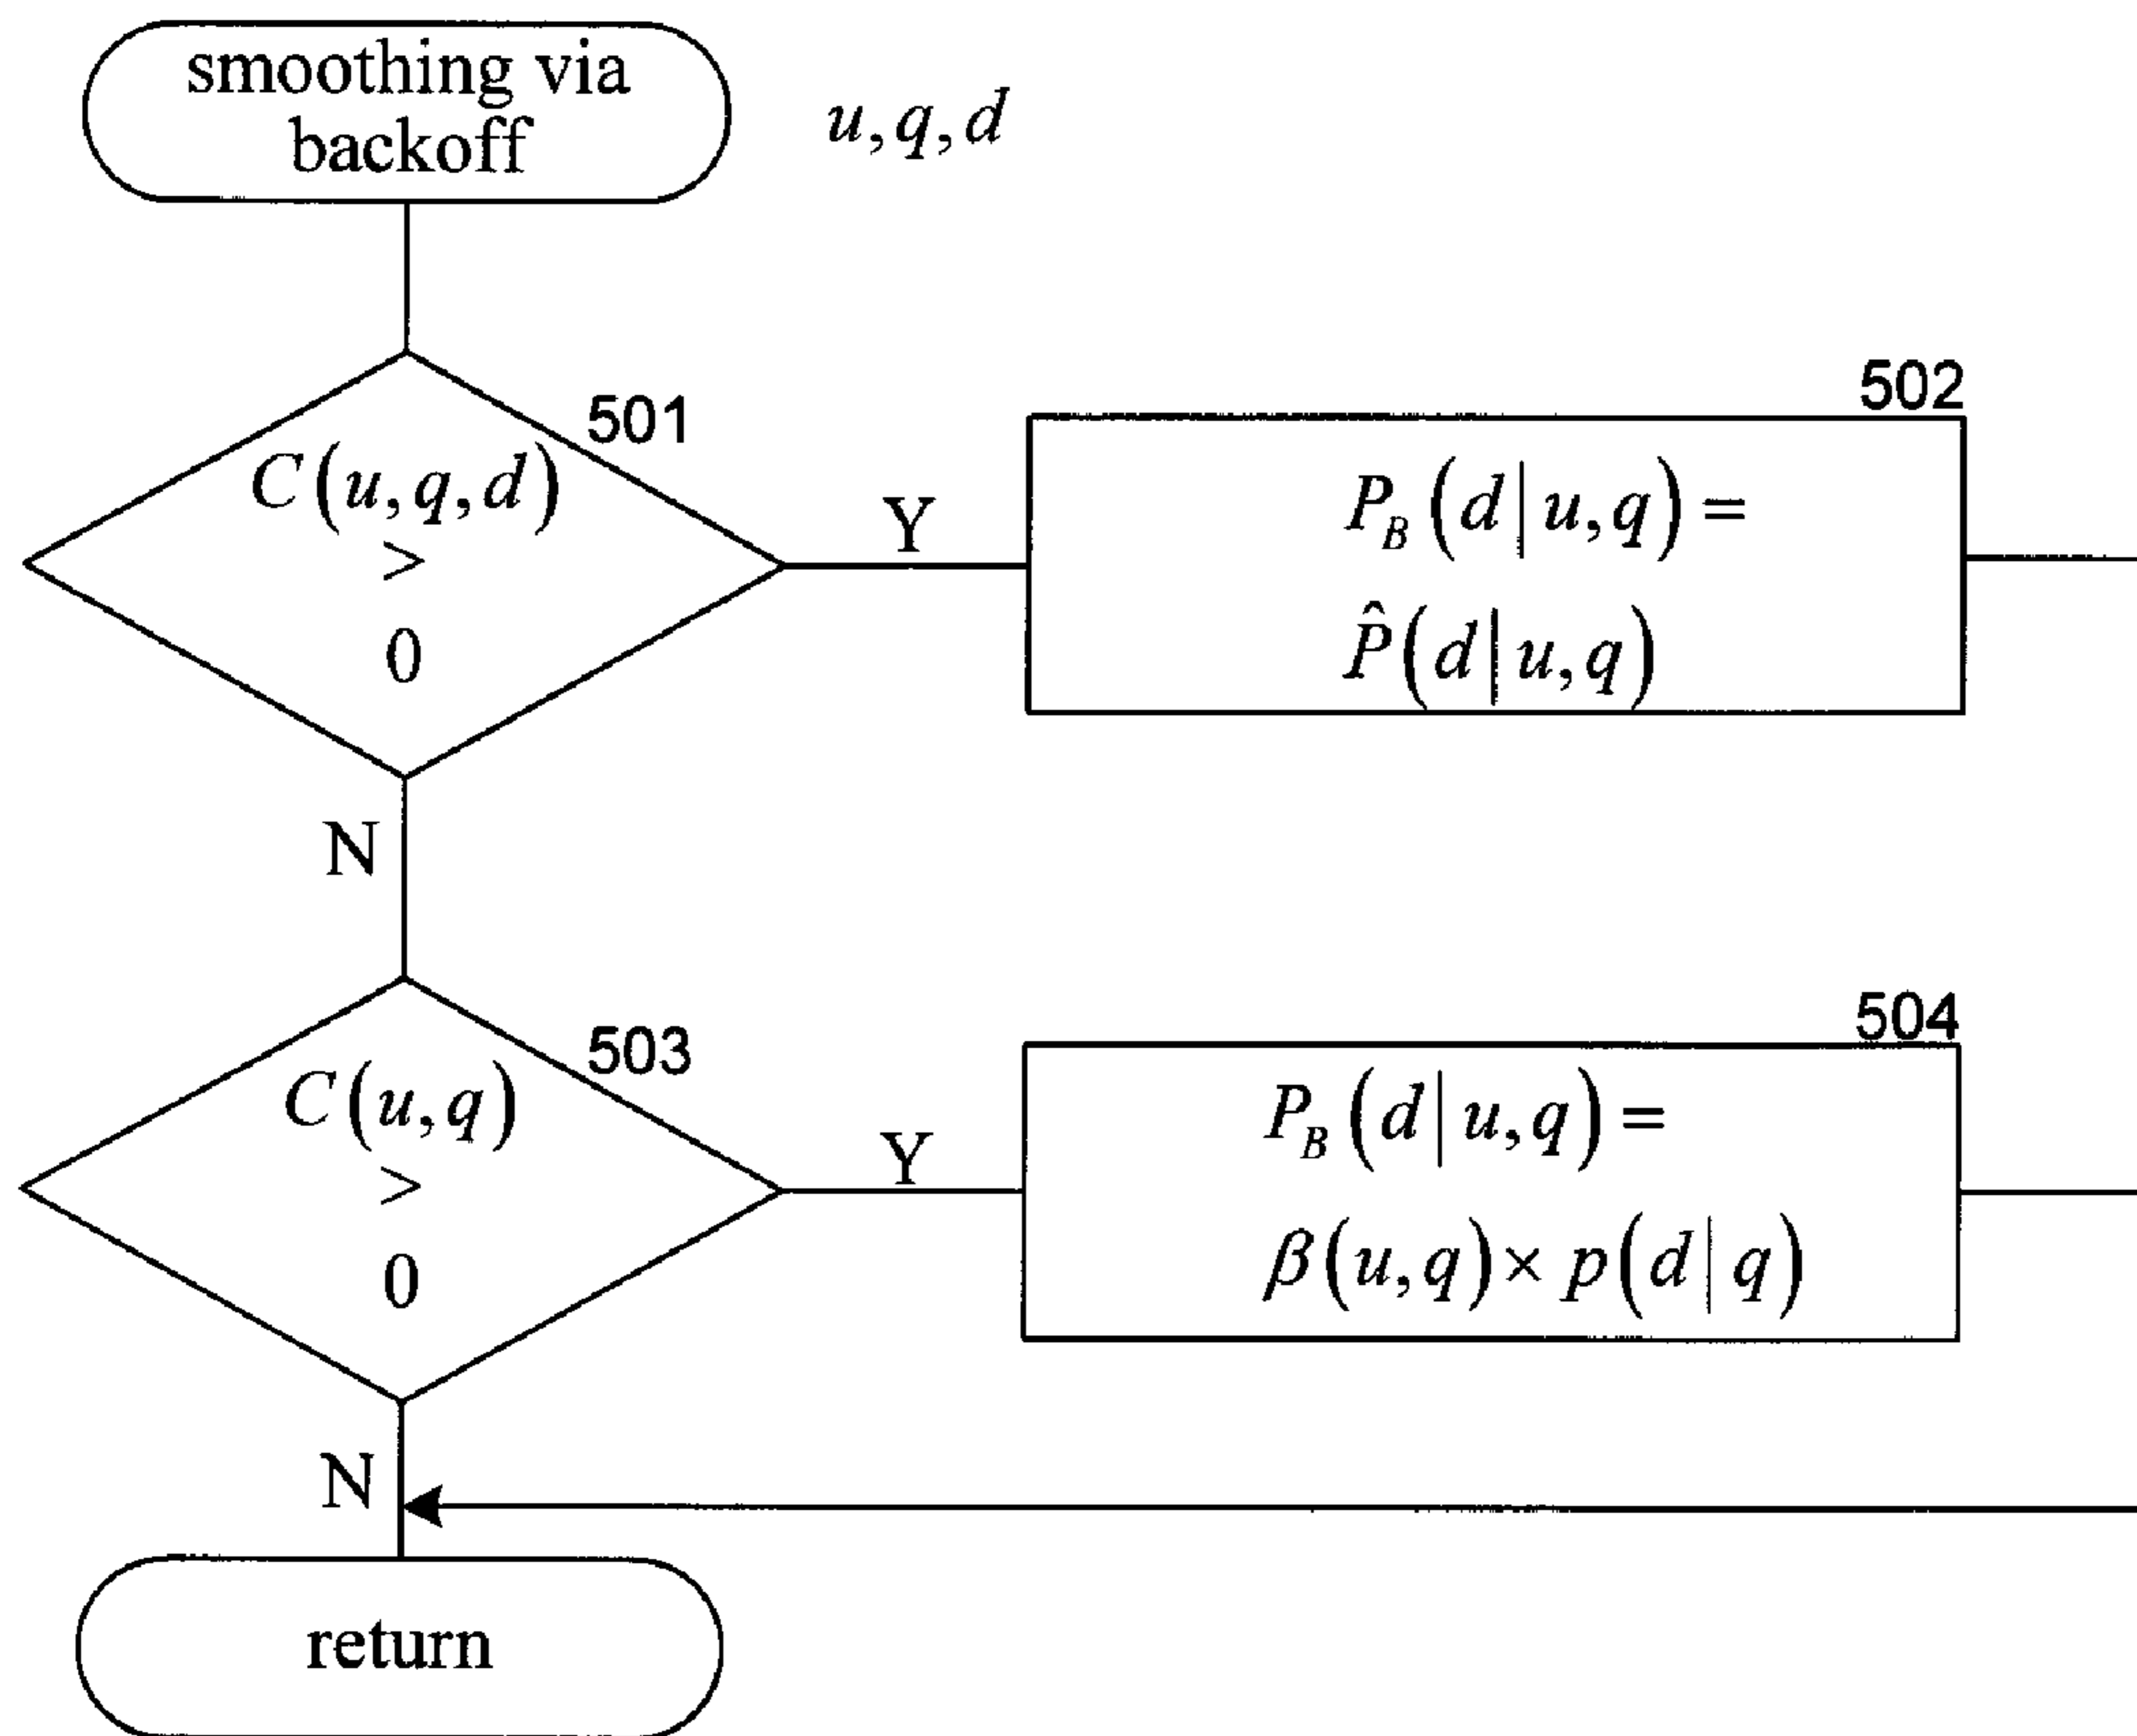 smoothing via
backoff
u,q,d
501
C(u,q,d)
>
0
Y
502
P_B(d|u,q)=
P̂(d|u,q)
N
503
C(u,q)
>
0
Y
504
P_B(d|u,q)=
β(u,q)×p(d|q)
N
return